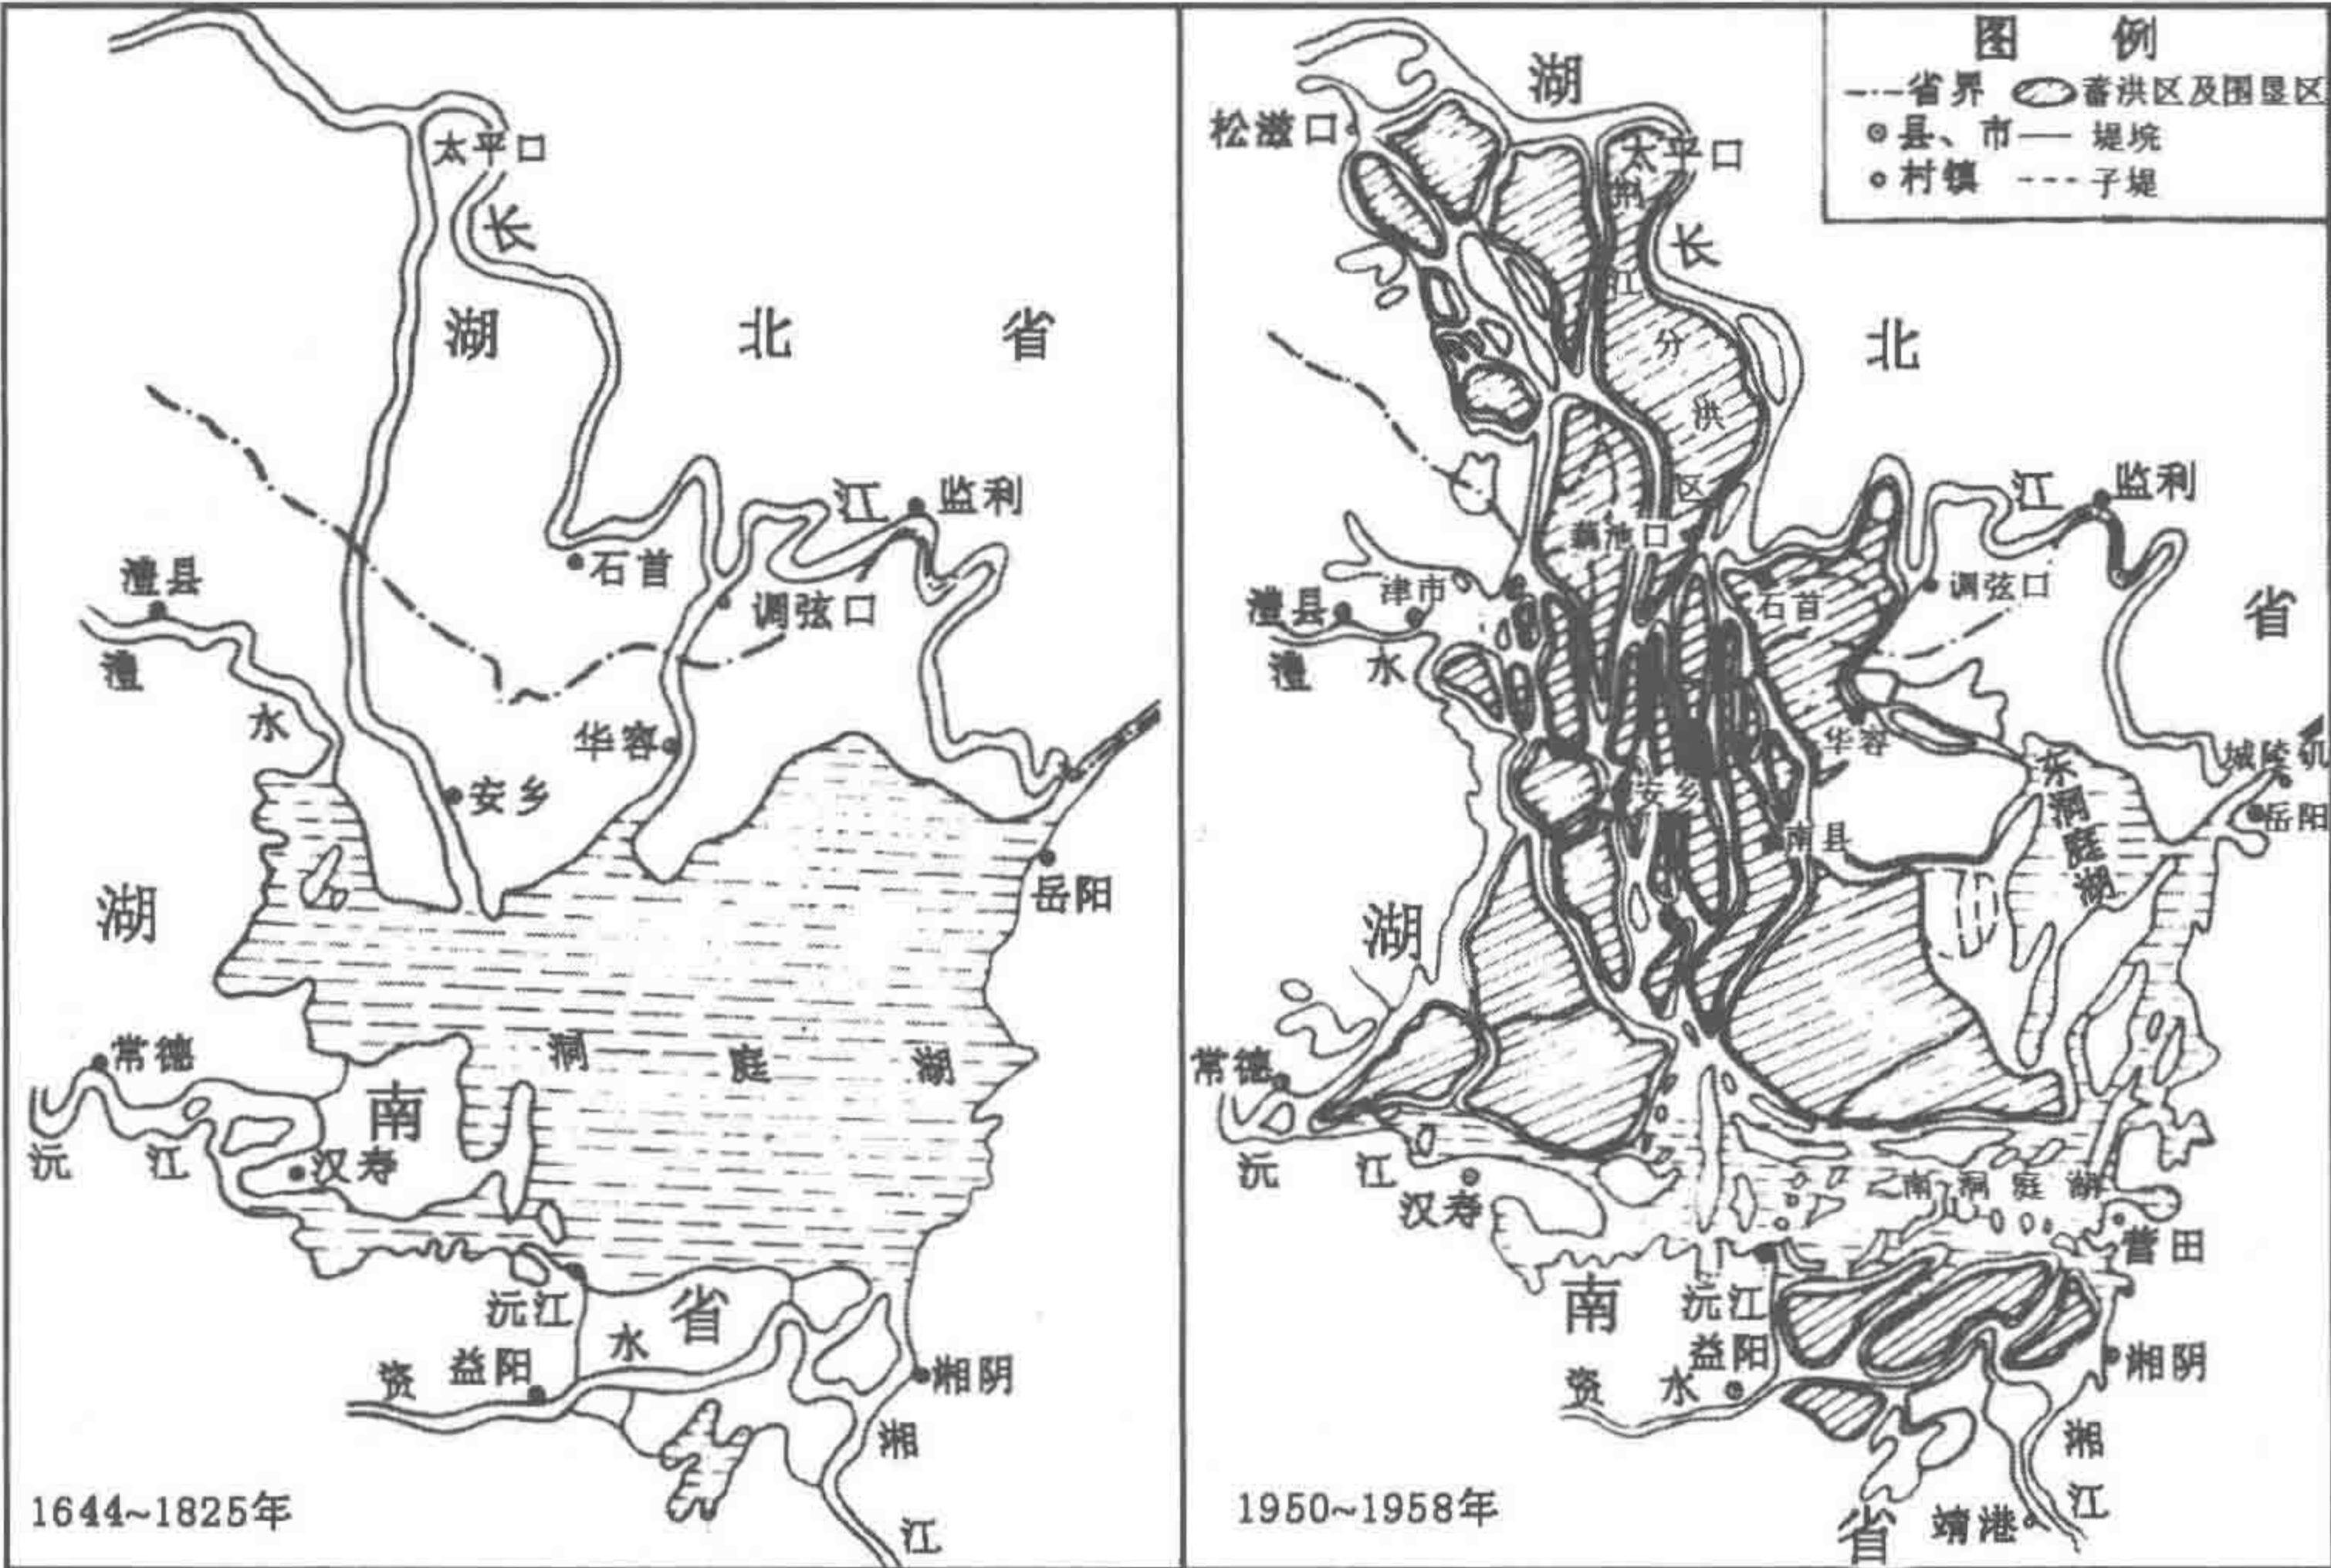 太平口
长
湖 北 省
江
监利
石首
澧县
调弦口
澧
水
华容
安乡
湖
岳阳
洞 庭 湖
常德
南
沅 江
汉寿
沅江
省
水
益阳
资
湘阴
湘
江
1644~1825年
图 例
省界
蓄洪区及围垦区
县、市
堤垸
村镇
子堤
湖
松滋口
太平口
荆
长
江
北
分
洪
区
江
监利
藕池口
津市
石首
调弦口
澧县
省
澧 水
华容
城陵矶
东
洞
庭
湖
安乡
岳阳
南县
湖
常德
沅 江
汉寿
南 洞 庭 湖
营田
南
沅江
益阳
资 水
湘阴
湘
江
省
靖港
1950~1958年